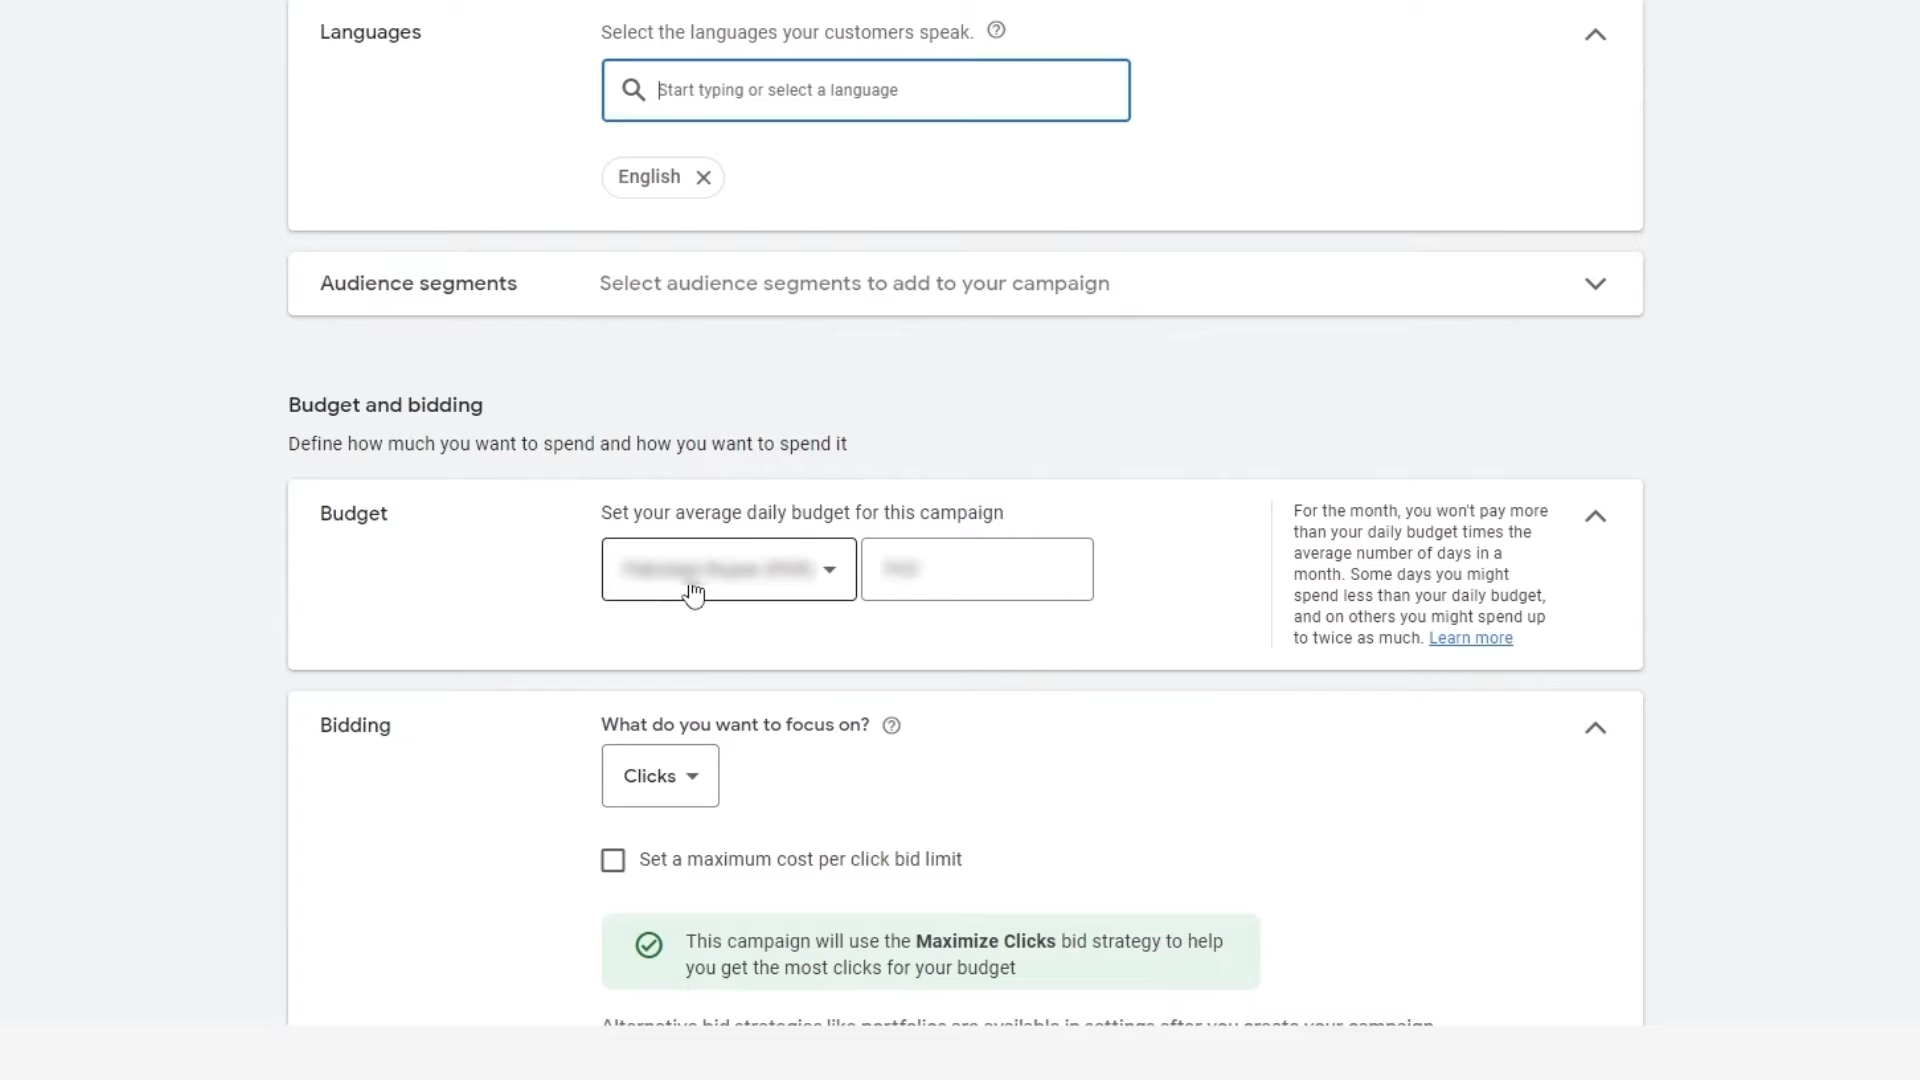 Languages
Select the languages your customers speak.
Start typing or select a language
English
Audience segments
Select audience segments to add to your campaign
Budget and bidding
Define how much you want to spend and how you want to spend it
Budget
Set your average daily budget for this campaign
For the month, you won't pay more
than your daily budget times the
average number of days in a
month. Some days you might
spend less than your daily budget,
and on others you might spend up
to twice as much. Learn more
Bidding
What do you want to focus on?
Clicks
Set a maximum cost per click bid limit
This campaign will use the Maximize Clicks bid strategy to help
you get the most clicks for your budget
Alternative bid strategies like portfolios are available in settings after you create your campaign